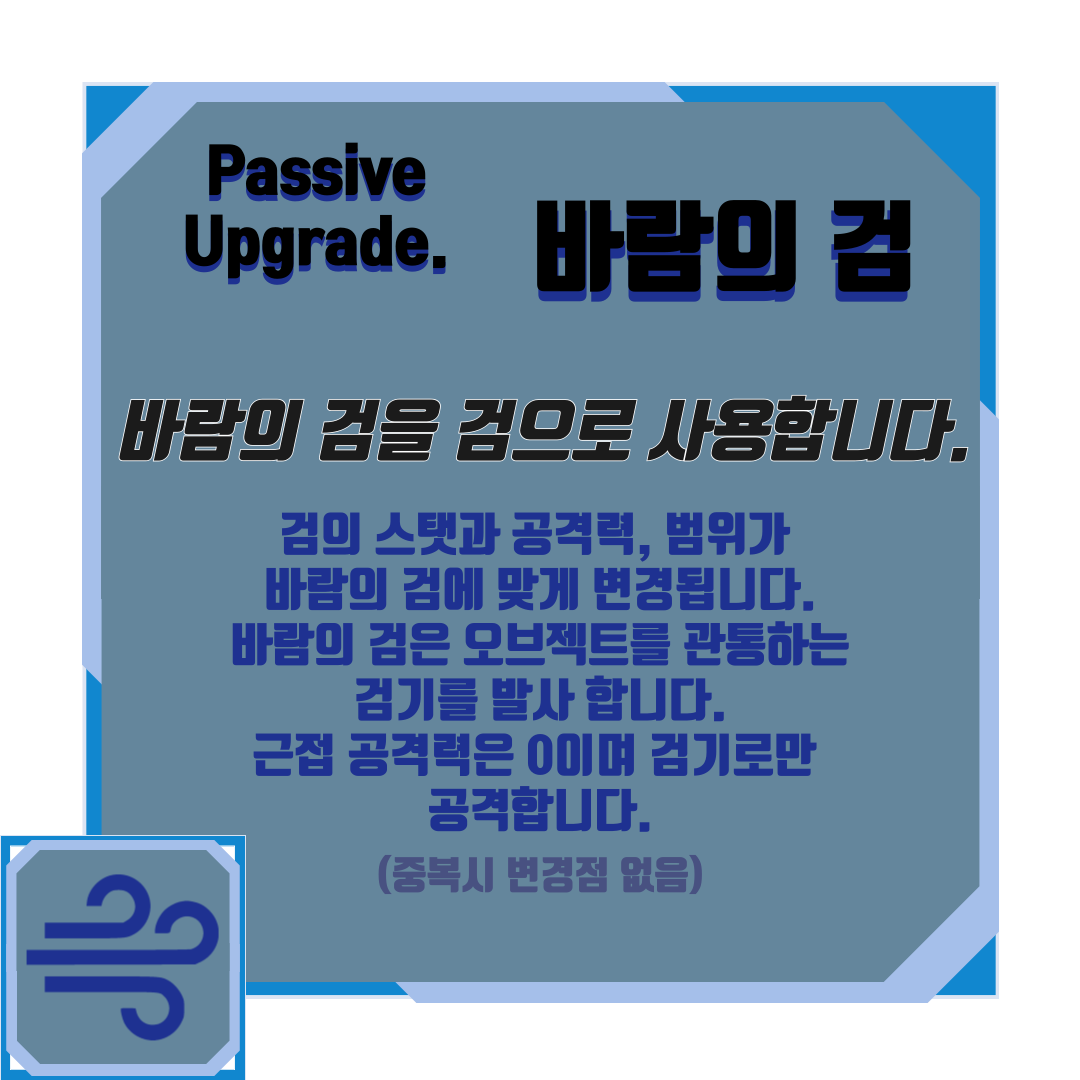 Passive
Upgrade.
바람의 검
바람의 검을 검으로 사용합니다.
검의 스탯과 공격력, 범위가
바람의 검에 맞게 변경됩니다.
바람의 검은 오브젝트를 관통하는
검기를 발사 합니다.
근접 공격력은 0이며 검기로만
공격합니다.
(중복시 변경점 없음)